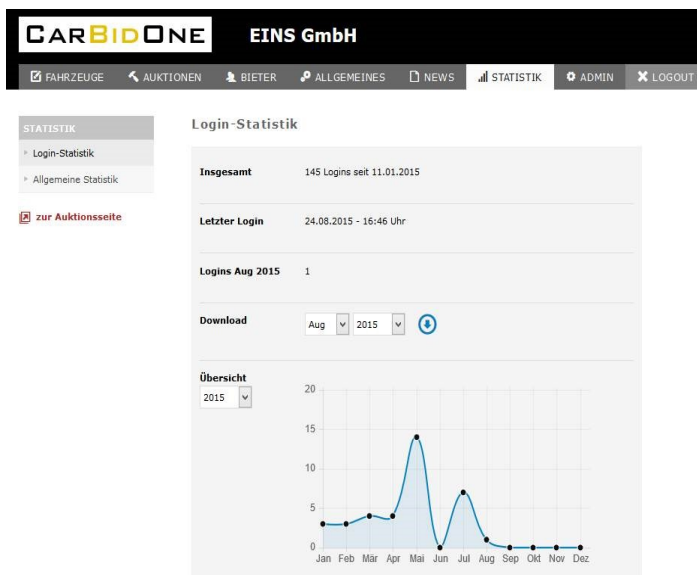 CARBIDONE EINS GmbH
FAHRZEUGE AUKTIONEN BIETER ALLGEMEINES NEWS STATISTIK ADMIN LOGOUT
STATISTIK
Login-Statistik
Allgemeine Statistik
zur Auktionsseite
Login-Statistik
Insgesamt 145 Logins seit 11.01.2015
Letzter Login 24.08.2015 - 16:46 Uhr
Logins Aug 2015 1
Download Aug 2015
Übersicht
2015
20
15
10
5
0
Jan Feb Mär Apr Mai Jun Jul Aug Sep Okt Nov Dez